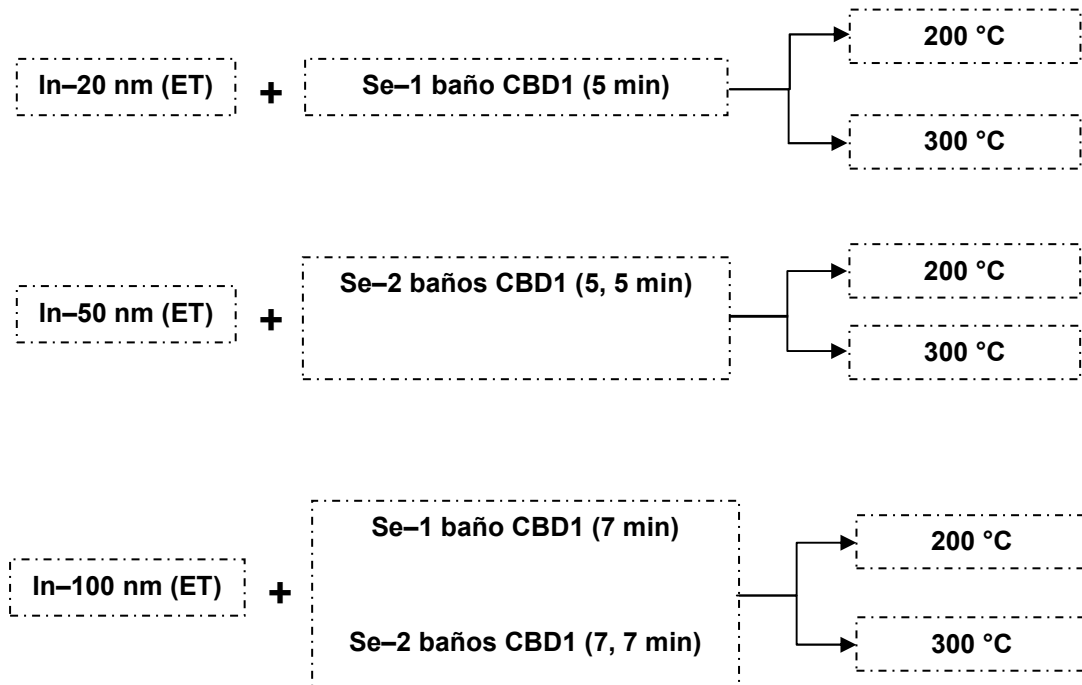 200 °C
In–20 nm (ET) + Se–1 baño CBD1 (5 min)
300 °C
200 °C
Se–2 baños CBD1 (5, 5 min)
In–50 nm (ET) +
300 °C
Se–1 baño CBD1 (7 min)
200 °C
In–100 nm (ET) +
Se–2 baños CBD1 (7, 7 min)
300 °C